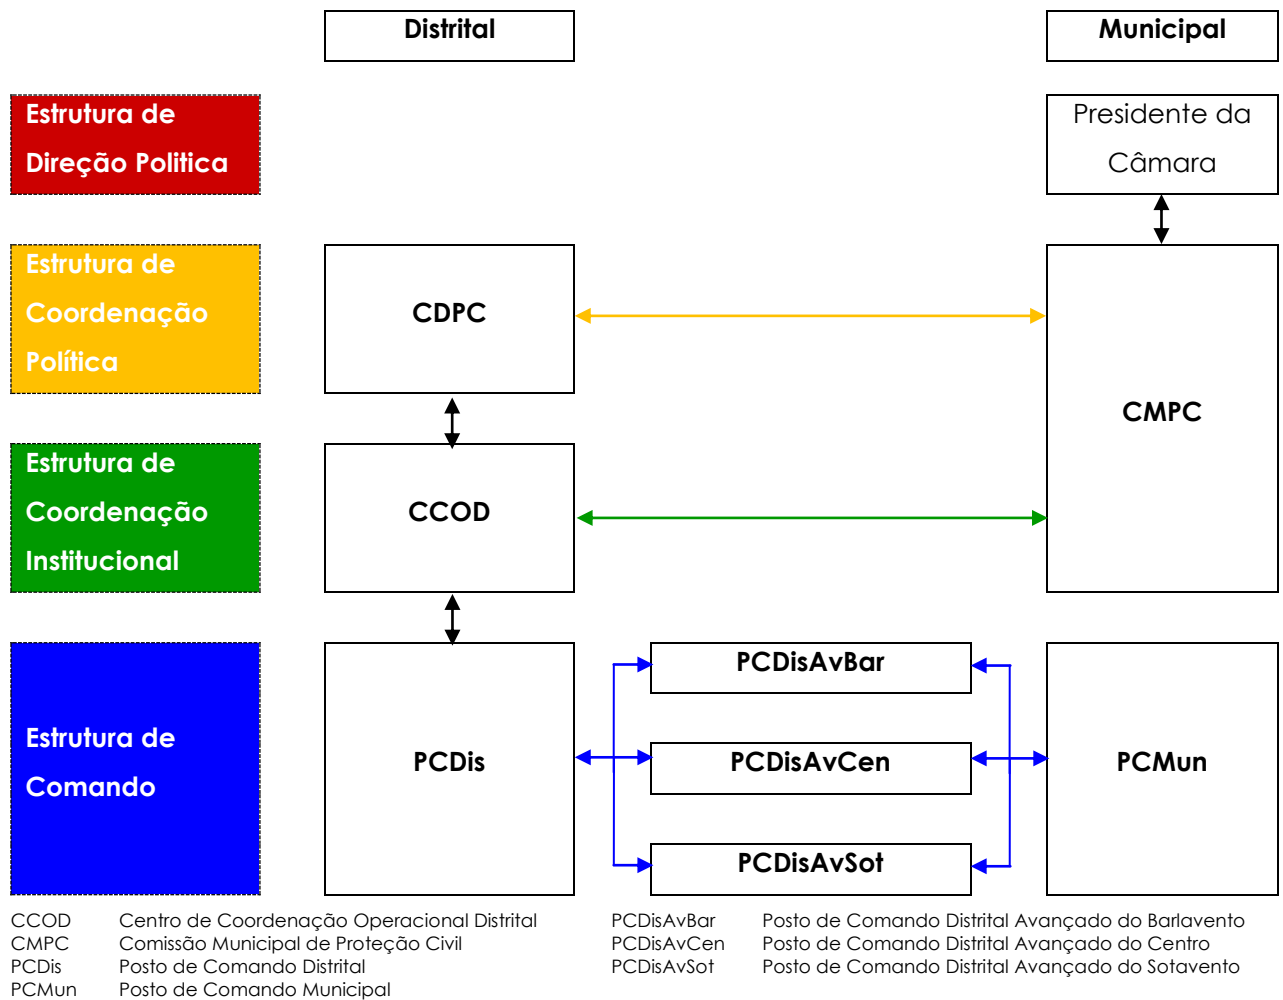 Distrital
Municipal
Estrutura de
Direção Politica
Presidente da
Câmara
Estrutura de
Coordenação
Política
CDPC
CMPC
Estrutura de
Coordenação
Institucional
CCOD
Estrutura de
Comando
PCDis
PCDisAvBar
PCDisAvCen
PCDisAvSot
PCMun
CCOD Centro de Coordenação Operacional Distrital
CMPC Comissão Municipal de Proteção Civil
PCDis Posto de Comando Distrital
PCMun Posto de Comando Municipal
PCDisAvBar Posto de Comando Distrital Avançado do Barlavento
PCDisAvCen Posto de Comando Distrital Avançado do Centro
PCDisAvSot Posto de Comando Distrital Avançado do Sotavento